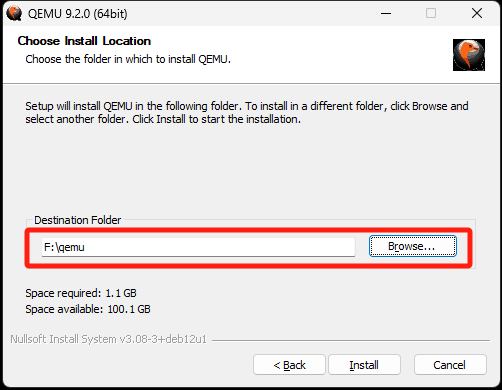 QEMU 9.2.0 (64bit)
Choose Install Location
Choose the folder in which to install QEMU.
Setup will install QEMU in the following folder. To install in a different folder, click Browse and
select another folder. Click Install to start the installation.
Destination Folder
F:\qemu
Browse...
Space required: 1.1 GB
Space available: 100.1 GB
Nullsoft Install System v3.08-3+deb12u1
< Back
Install
Cancel